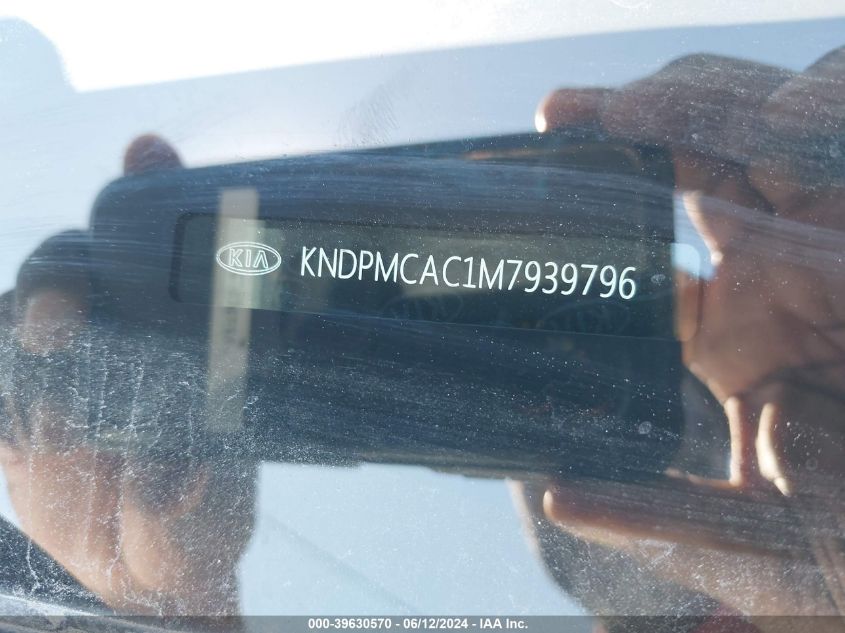 KIA KNDPMCAC1M7939796
000-39630570 - 06/12/2024 - IAA Inc.